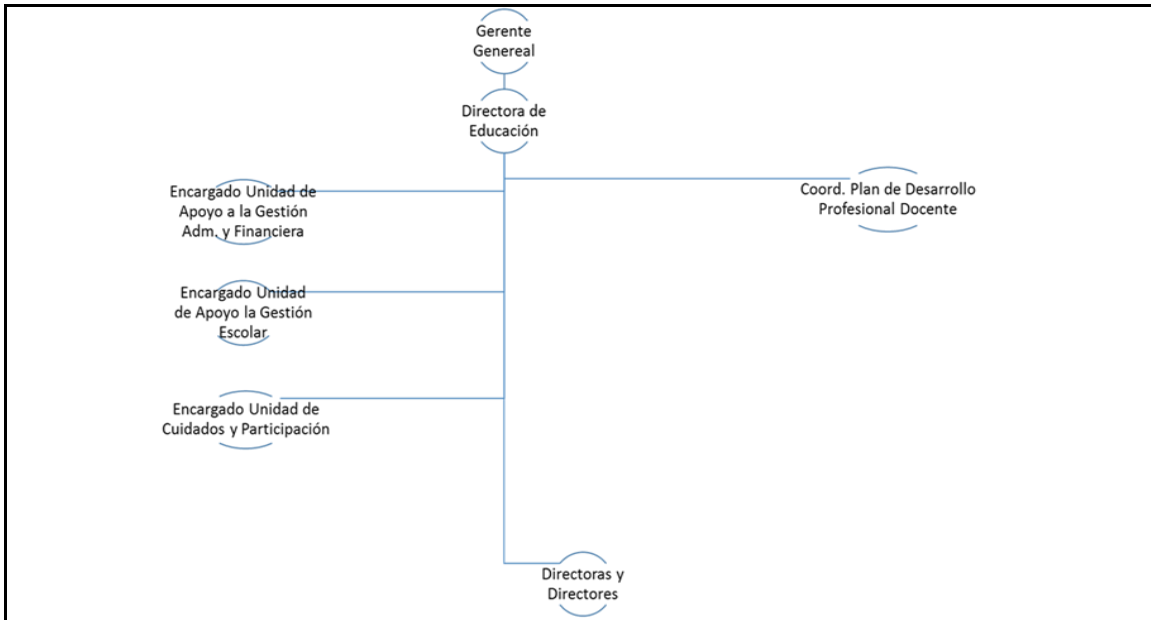 Gerente
Genereal
Directora de
Educación
Encargado Unidad de
Apoyo a la Gestión
Adm. y Financiera
Coord. Plan de Desarrollo
Profesional Docente
Encargado Unidad
de Apoyo la Gestión
Escolar
Encargado Unidad de
Cuidados y Participación
Directoras y
Directores